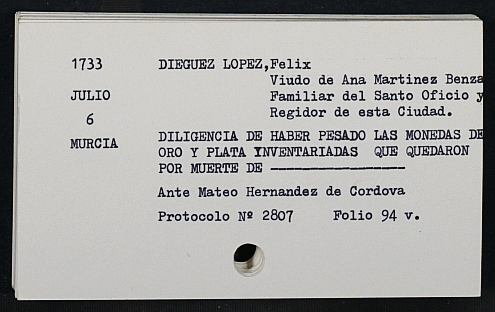 1733 DIEGUEZ LOPEZ,Felix
Viudo de Ana Martinez Benza
JULIO Familiar del Santo Oficio y
6 Regidor de esta Ciudad.
MURCIA DILIGENCIA DE HABER PESADO LAS MONEDAS DE
ORO Y PLATA INVENTARIADAS QUE QUEDARON
POR MUERTE DE -------------------
Ante Mateo Hernandez de Cordova
Protocolo Nº 2807 Folio 94 v.